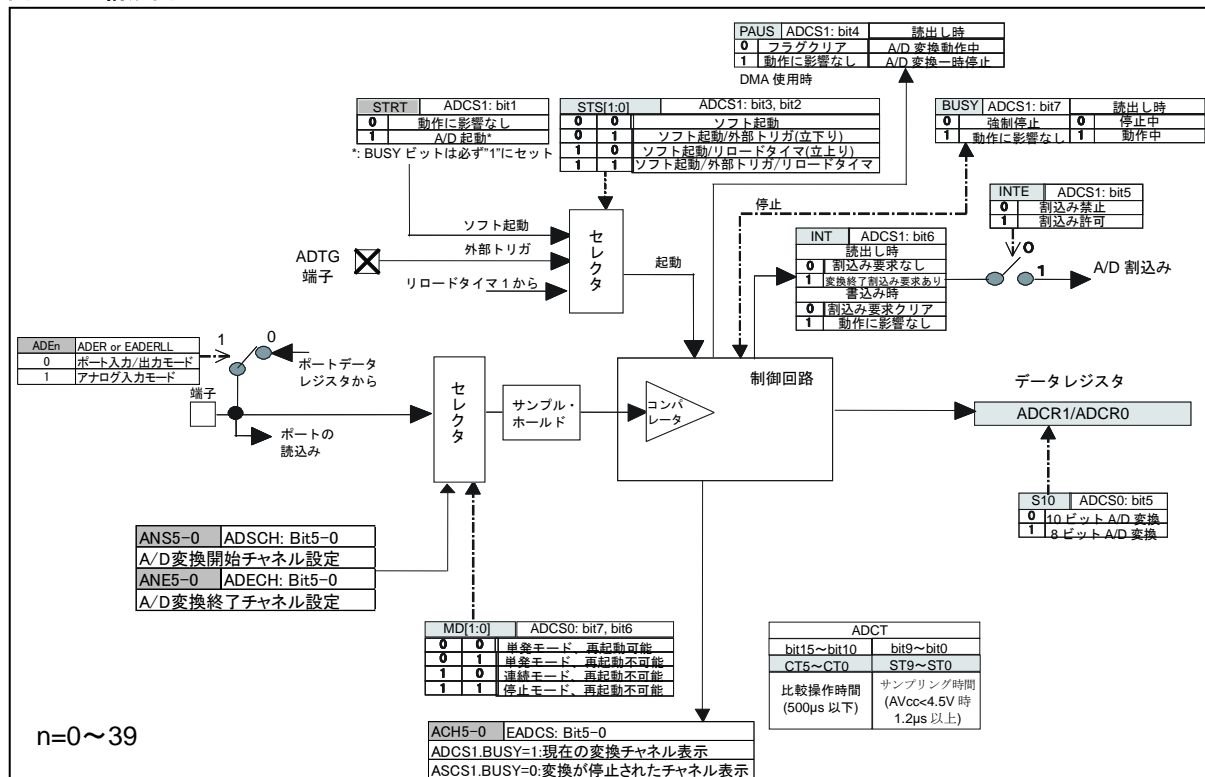 PAUS ADCS1: bit4 読出し時
0 フラグクリア A/D 変換動作中
1 動作に影響なし A/D 変換一時停止
DMA 使用時
STRT ADCS1: bit1
0 動作に影響なし
1 A/D 起動*
*: BUSY ビットは必ず"1"にセット
STS[1:0] ADCS1: bit3, bit2
0 0 ソフト起動
0 1 ソフト起動/外部トリガ(立下り)
1 0 ソフト起動/リロードタイマ(立上り)
1 1 ソフト起動/外部トリガ/リロードタイマ
BUSY ADCS1: bit7 読出し時
0 強制停止 0 停止中
1 動作に影響なし 1 動作中
INTE ADCS1: bit5
0 割込み禁止
1 割込み許可
停止
INT ADCS1: bit6
読出し時
0 割込み要求なし
1 変換終了割込み要求あり
書込み時
0 割込み要求クリア
1 動作に影響なし
0
1
A/D 割込み
ソフト起動
ADTG
端子
外部トリガ
リロードタイマ 1 から
セレクタ
起動
ADEn ADER or EADERLL
0 ポート入力/出力モード
1 アナログ入力モード
1
0
ポートデータ
レジスタから
端子
ポートの
読込み
セレクタ
サンプル・
ホールド
コンパ
レータ
制御回路
データレジスタ
ADCR1/ADCR0
S10 ADCS0: bit5
0 10 ビット A/D 変換
1 8 ビット A/D 変換
ANS5-0 ADSCH: Bit5-0
A/D変換開始チャネル設定
ANE5-0 ADECH: Bit5-0
A/D変換終了チャネル設定
MD[1:0] ADCS0: bit7, bit6
0 0 単発モード、再起動可能
0 1 単発モード、再起動不可能
1 0 連続モード、再起動不可能
1 1 停止モード、再起動不可能
ADCT
bit15～bit10 bit9～bit0
CT5～CT0 ST9～ST0
比較操作時間
(500μs 以下)
サンプリング時間
(AVcc<4.5V 時
1.2μs 以上)
ACH5-0 EADCS: Bit5-0
ADCS1.BUSY=1:現在の変換チャネル表示
ASCS1.BUSY=0:変換が停止されたチャネル表示
n=0～39